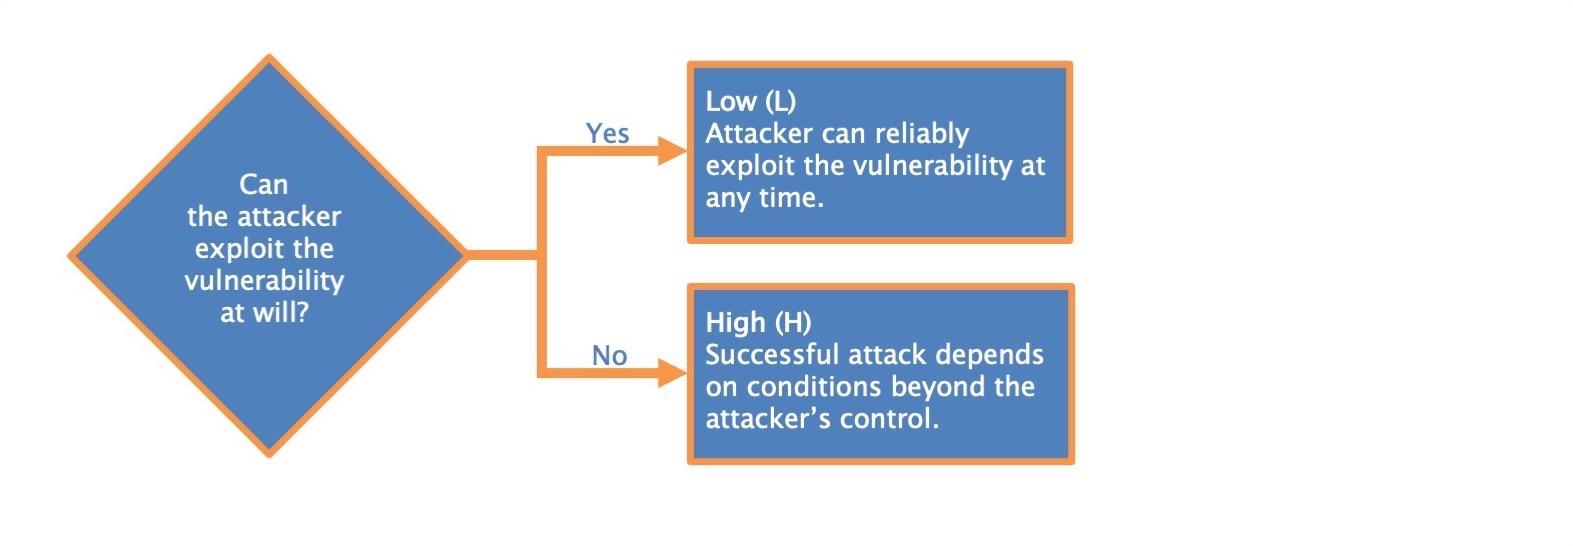 Can
the attacker
exploit the
vulnerability
at will?
Yes
Low (L)
Attacker can reliably
exploit the vulnerability at
any time.
No
High (H)
Successful attack depends
on conditions beyond the
attacker’s control.